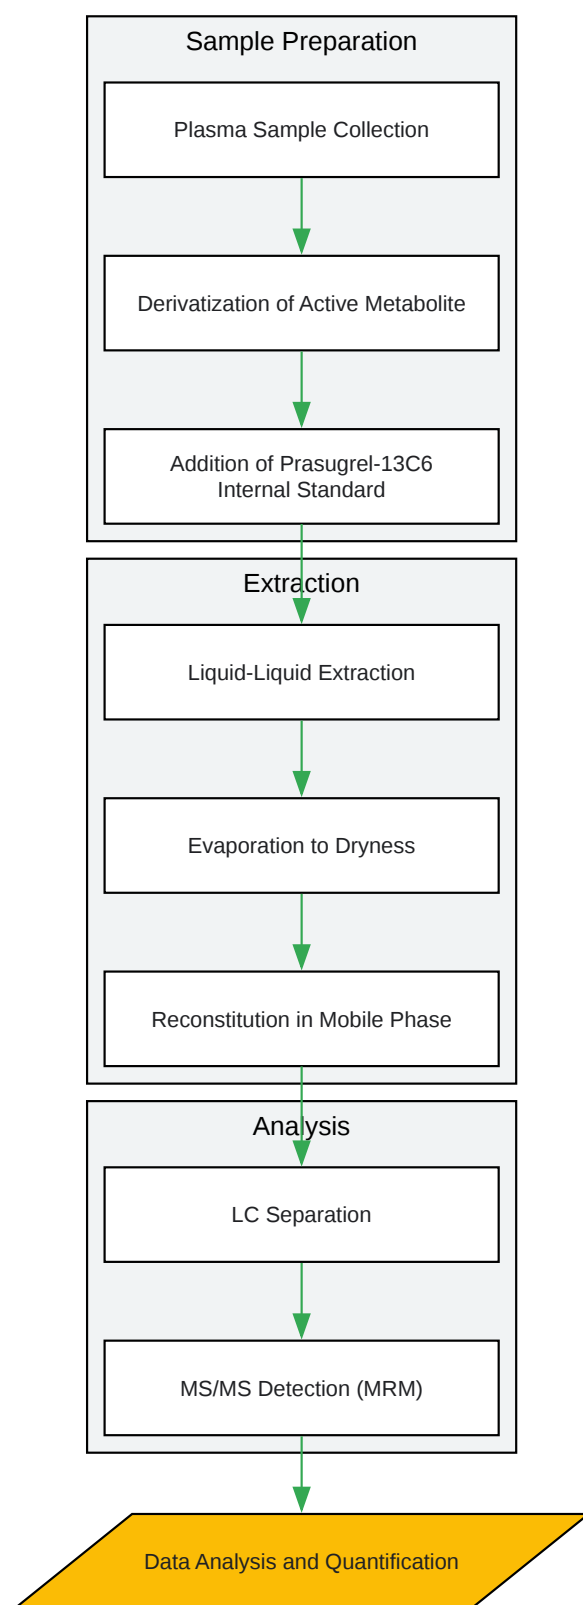 Sample Preparation
Plasma Sample Collection
Derivatization of Active Metabolite
Addition of Prasugrel-13C6
Internal Standard
Extraction
Liquid-Liquid Extraction
Evaporation to Dryness
Reconstitution in Mobile Phase
Analysis
LC Separation
MS/MS Detection (MRM)
Data Analysis and Quantification